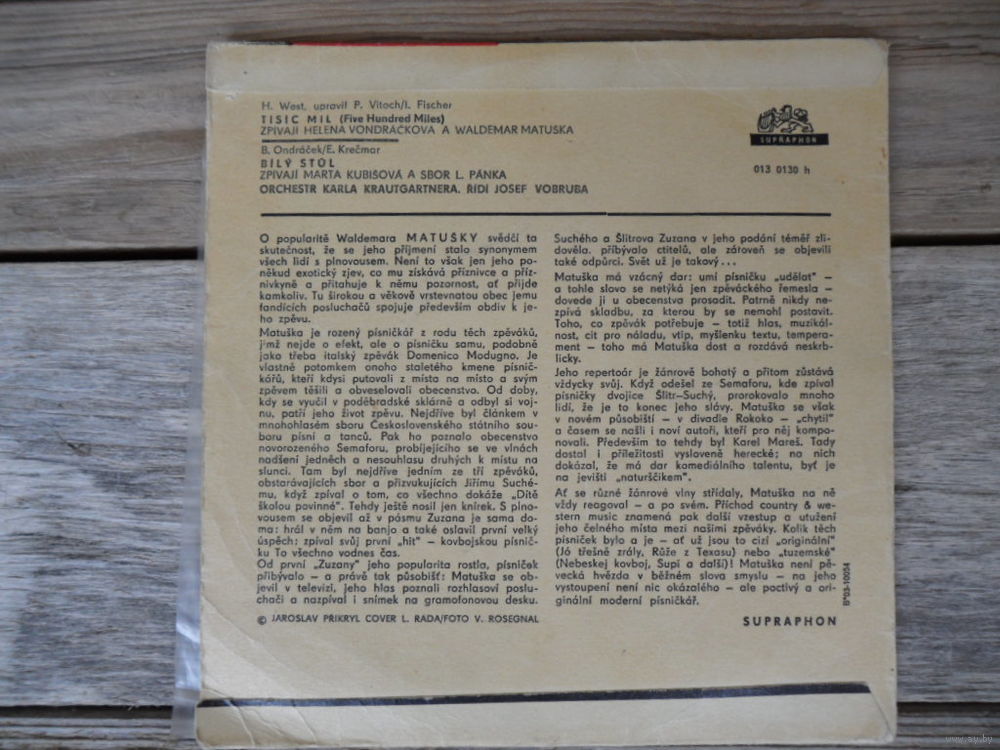 H. West, upravil P. Vitoch/I. Fischer
TISÍC MIL (Five Hundred Miles)
ZPÍVAJÍ HELENA VONDRÁČKOVÁ A WALDEMAR MATUŠKA
B. Ondráček/E. Krečmar
BÍLÝ STŮL
ZPÍVAJÍ MARTA KUBIŠOVÁ A SBOR L. PÁNKA
ORCHESTR KARLA KRAUTGARTNERA. ŘÍDÍ JOSEF VOBRUBA
SUPRAPHON
013 0130 h
O popularitě Waldemara MATUŠKY svědčí ta
skutečnost, že se jeho příjmení stalo synonymem
všech lidí s plnovousem. Není to však jen jeho po-
někud exotický zjev, co mu získává příznivce a příz-
nivkyně a přitahuje k němu pozornost, ať přijde
kamkoliv. Tu širokou a věkově vrstevnatou obec jemu
fandících posluchačů spojuje především obdiv k je-
ho zpěvu.
Matuška je rozený písničkář z rodu těch zpěváků,
jimž nejde o efekt, ale o písničku samu, podobně
jako třeba italský zpěvák Domenico Modugno. Je
vlastně potomkem onoho staletého kmene písnič-
kářů, kteří kdysi putovali z místa na místo a svým
zpěvem těšili a obveselovali obecenstvo. Od doby,
kdy se vyučil v poděbradské sklárně a odbyl si voj-
nu, patří jeho život zpěvu. Nejdříve byl článkem v
mnohohlasém sboru Československého státního sou-
boru písní a tanců. Pak ho poznalo obecenstvo
novorozeného Semaforu, probíjejícího se ve vlnách
nadšení jedněch a nesouhlasu druhých k místu na
slunci. Tam byl nejdříve jedním ze tří zpěváků,
obstarávajících sbor a přizvukujících Jiřímu Suché-
mu, když zpíval o tom, co všechno dokáže „Dítě
školou povinné". Tehdy ještě nosil jen knírek. S plno-
vousem se objevil až v pásmu Zuzana je sama do-
ma: hrál v něm na banjo a také oslavil první velký
úspěch: zpíval svůj první „hit" – kovbojskou písnič-
ku To všechno vodnes čas.
Od první „Zuzany" jeho popularita rostla, písniček
přibývalo – a právě tak působišť: Matuška se ob-
jevil v televizi, jeho hlas poznali rozhlasoví poslu-
chači a nazpíval i snímek na gramofonovou desku.
Suchého a Šlitrova Zuzana v jeho podání téměř zli-
dověla, přibývalo ctitelů, ale zároveň se objevili
také odpůrci. Svět už je takový...
Matuška má vzácný dar: umí písničku „udělat" –
a tohle slovo se netýká jen zpěváckého řemesla –
dovede ji u obecenstva prosadit. Patrně nikdy ne-
zpívá skladbu, za kterou by se nemohl postavit.
Toho, co zpěvák potřebuje – totiž hlas, muzikál-
nost, cit pro náladu, vtip, myšlenku textu, tempera-
ment – toho má Matuška dost a rozdává neskrb-
licky.
Jeho repertoár je žánrově bohatý a přitom zůstává
vždycky svůj. Když odešel ze Semaforu, kde zpíval
písničky dvojice Šlitr-Suchý, prorokovalo mnoho
lidí, že je to konec jeho slávy. Matuška se však
v novém působišti – v divadle Rokoko – „chytil"
a časem se našli i noví autoři, kteří pro něj kompo-
novali. Především to tehdy byl Karel Mareš. Tady
dostal i příležitosti vysloveně herecké; na nich
dokázal, že má dar komediálního talentu, byť je
na jevišti „naturščikem".
Ať se různé žánrové vlny střídaly, Matuška na ně
vždy reagoval – a po svém. Příchod country & we-
stern music znamená pak další vzestup a utužení
jeho čelného místa mezi našimi zpěváky. Kolik těch
písniček bylo a je – ať už jsou to cizí „originální"
(Jó třešně zrály, Růže z Texasu) nebo „tuzemské"
(Nebeskej kovboj, Supi a další)! Matuška není pě-
vecká hvězda v běžném slova smyslu – na jeho
vystoupení není nic okázalého – ale poctivý a ori-
ginální moderní písničkář.
© JAROSLAV PŘIKRYL COVER L. RADA/FOTO V. ROSEGNAL
SUPRAPHON
B*03-10054
www.ay.by